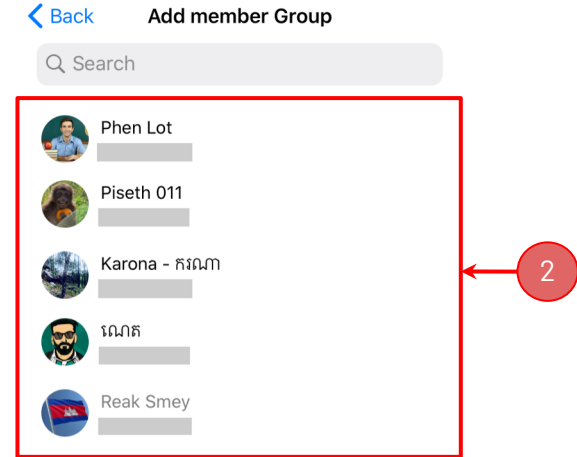 Back Add member Group
Search
Phen Lot
Piseth 011
Karona - ករណា
2
ណេត
Reak Smey